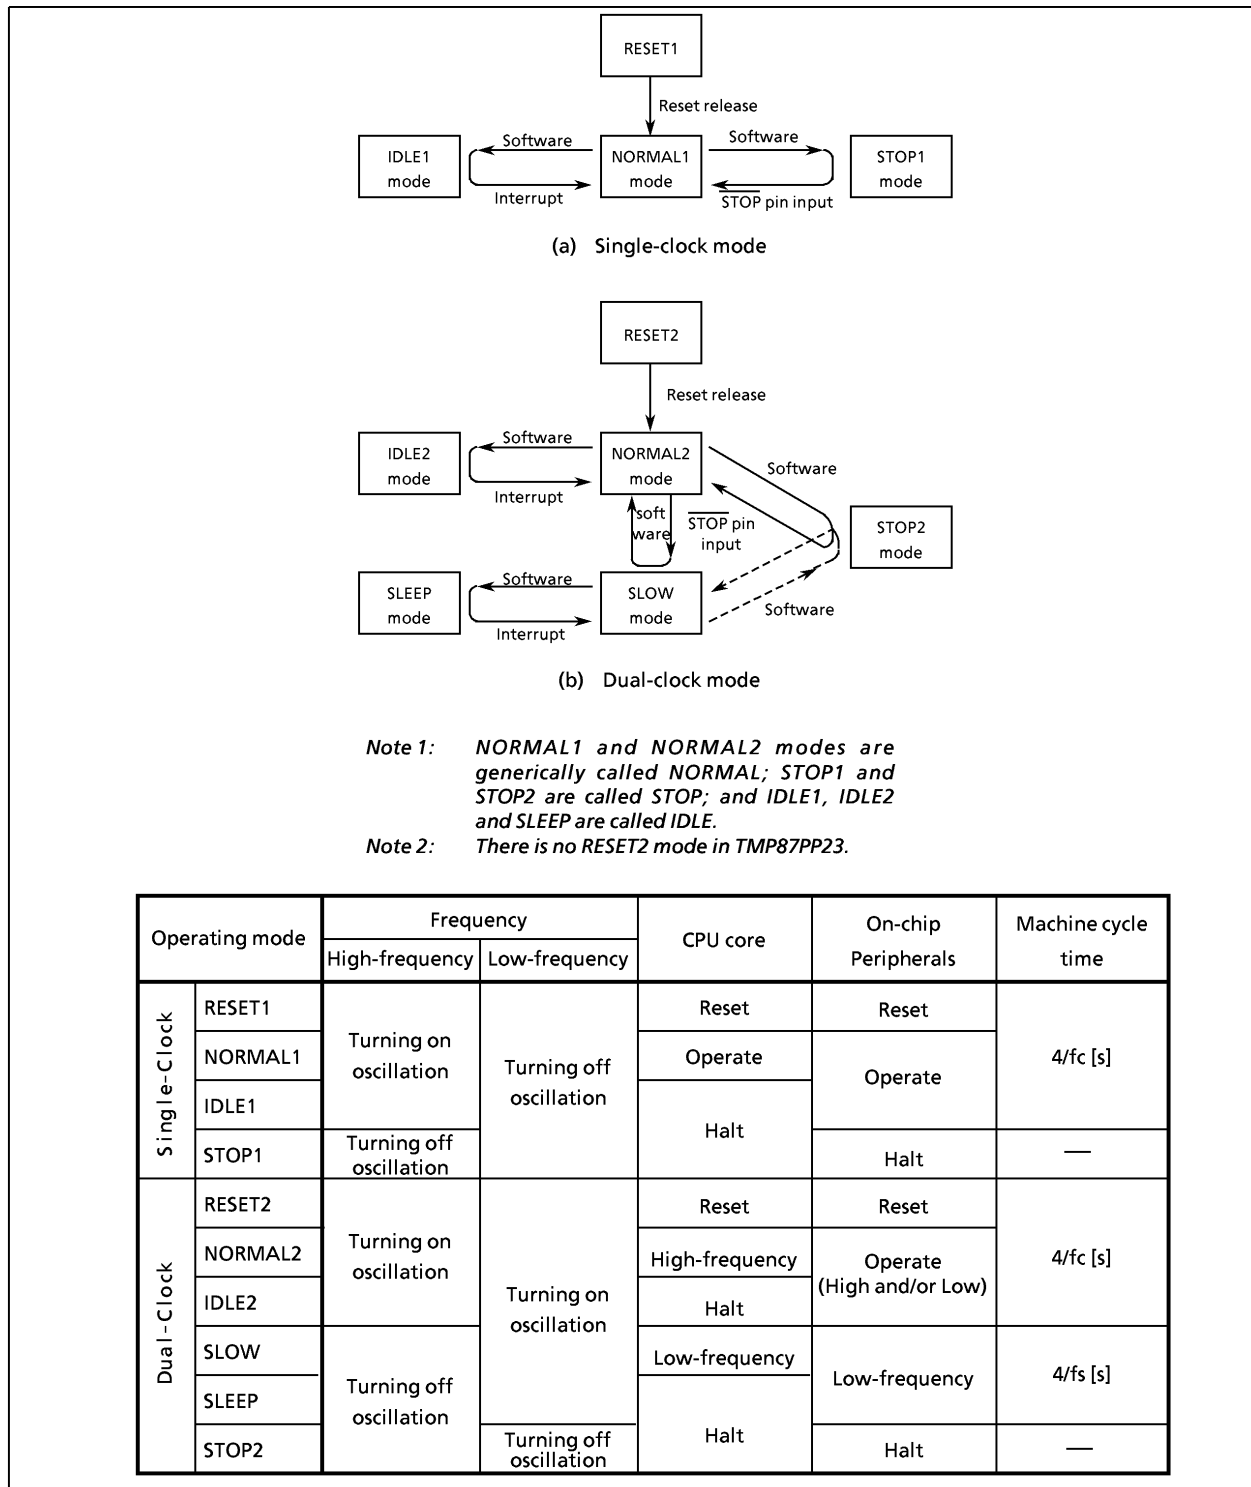 RESET1
Reset release
IDLE1
mode
Software
Interrupt
NORMAL1
mode
Software
STOP pin input
STOP1
mode
(a) Single-clock mode
RESET2
Reset release
IDLE2
mode
Software
Interrupt
NORMAL2
mode
Software
soft
ware
STOP pin
input
STOP2
mode
SLEEP
mode
Software
Interrupt
SLOW
mode
Software
(b) Dual-clock mode
Note 1: NORMAL1 and NORMAL2 modes are
generically called NORMAL; STOP1 and
STOP2 are called STOP; and IDLE1, IDLE2
and SLEEP are called IDLE.
Note 2: There is no RESET2 mode in TMP87PP23.
Operating mode
Frequency
High-frequency
Low-frequency
CPU core
On-chip
Peripherals
Machine cycle
time
Single-Clock
RESET1
NORMAL1
IDLE1
STOP1
Turning on
oscillation
Turning off
oscillation
Turning off
oscillation
Reset
Operate
Halt
Reset
Operate
Halt
4/fc [s]
—
Dual-Clock
RESET2
NORMAL2
IDLE2
SLOW
SLEEP
STOP2
Turning on
oscillation
Turning off
oscillation
Turning on
oscillation
Turning off
oscillation
Reset
High-frequency
Halt
Low-frequency
Halt
Reset
Operate
(High and/or Low)
Low-frequency
Halt
4/fc [s]
4/fs [s]
—